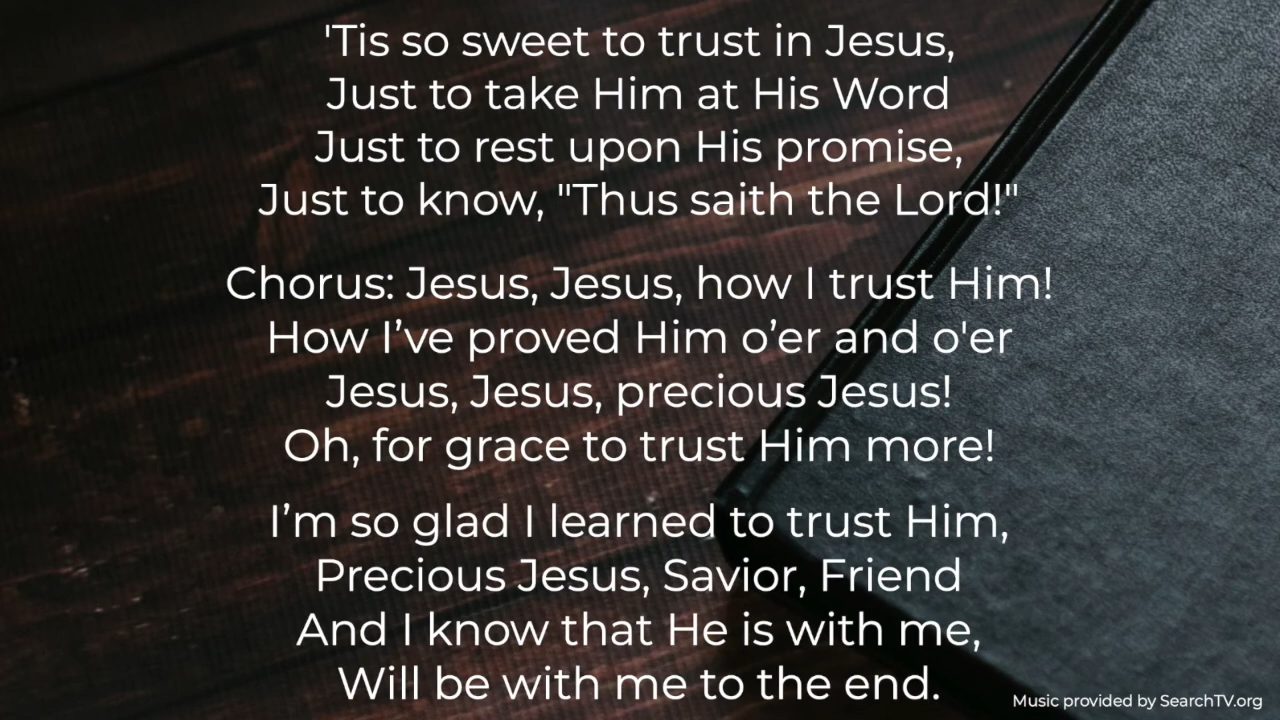 'Tis so sweet to trust in Jesus,
Just to take Him at His Word
Just to rest upon His promise,
Just to know, "Thus saith the Lord!"
Chorus: Jesus, Jesus, how I trust Him!
How I’ve proved Him o’er and o'er
Jesus, Jesus, precious Jesus!
Oh, for grace to trust Him more!
I’m so glad I learned to trust Him,
Precious Jesus, Savior, Friend
And I know that He is with me,
Will be with me to the end.
Music provided by SearchTV.org